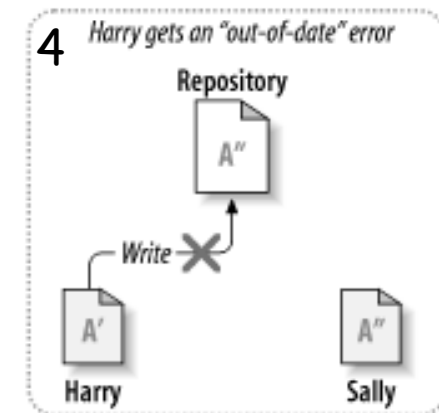 4 Harry gets an “out-of-date” error
Repository
A″
Write
A′
A″
Harry
Sally